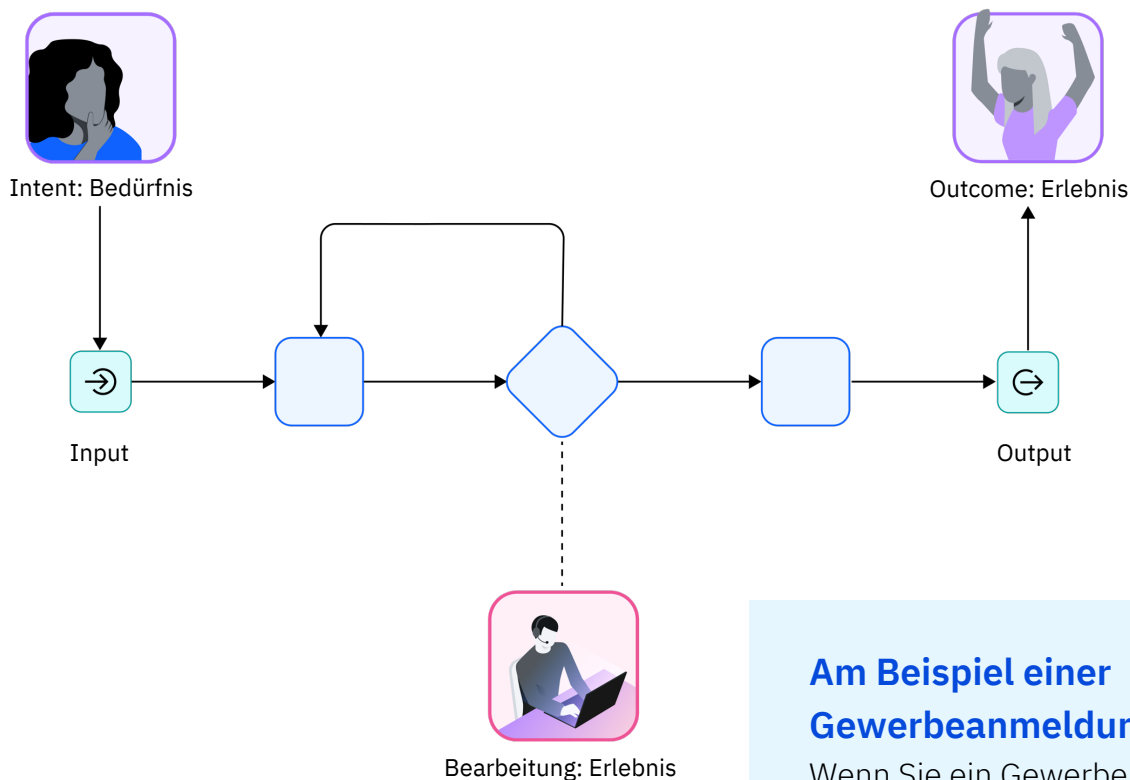 Intent: Bedürfnis
Outcome: Erlebnis
Input
Output
Bearbeitung: Erlebnis
Am Beispiel einer
Gewerbeanmeldun
Wenn Sie ein Gewerbe